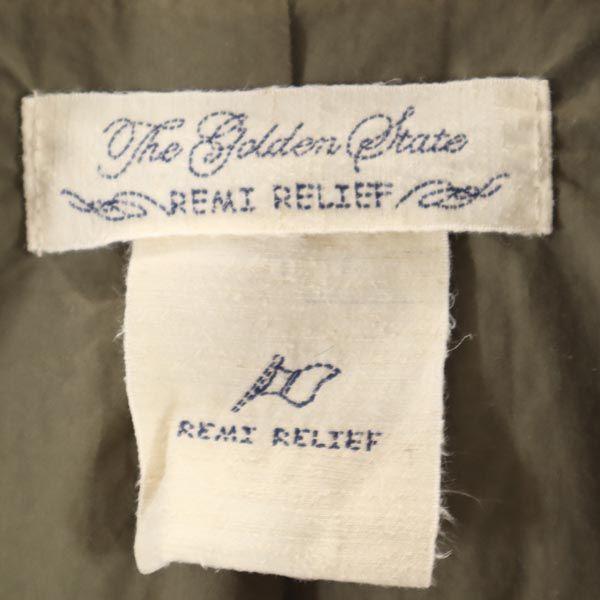 The Golden State
REMI RELIEF
REMI RELIEF